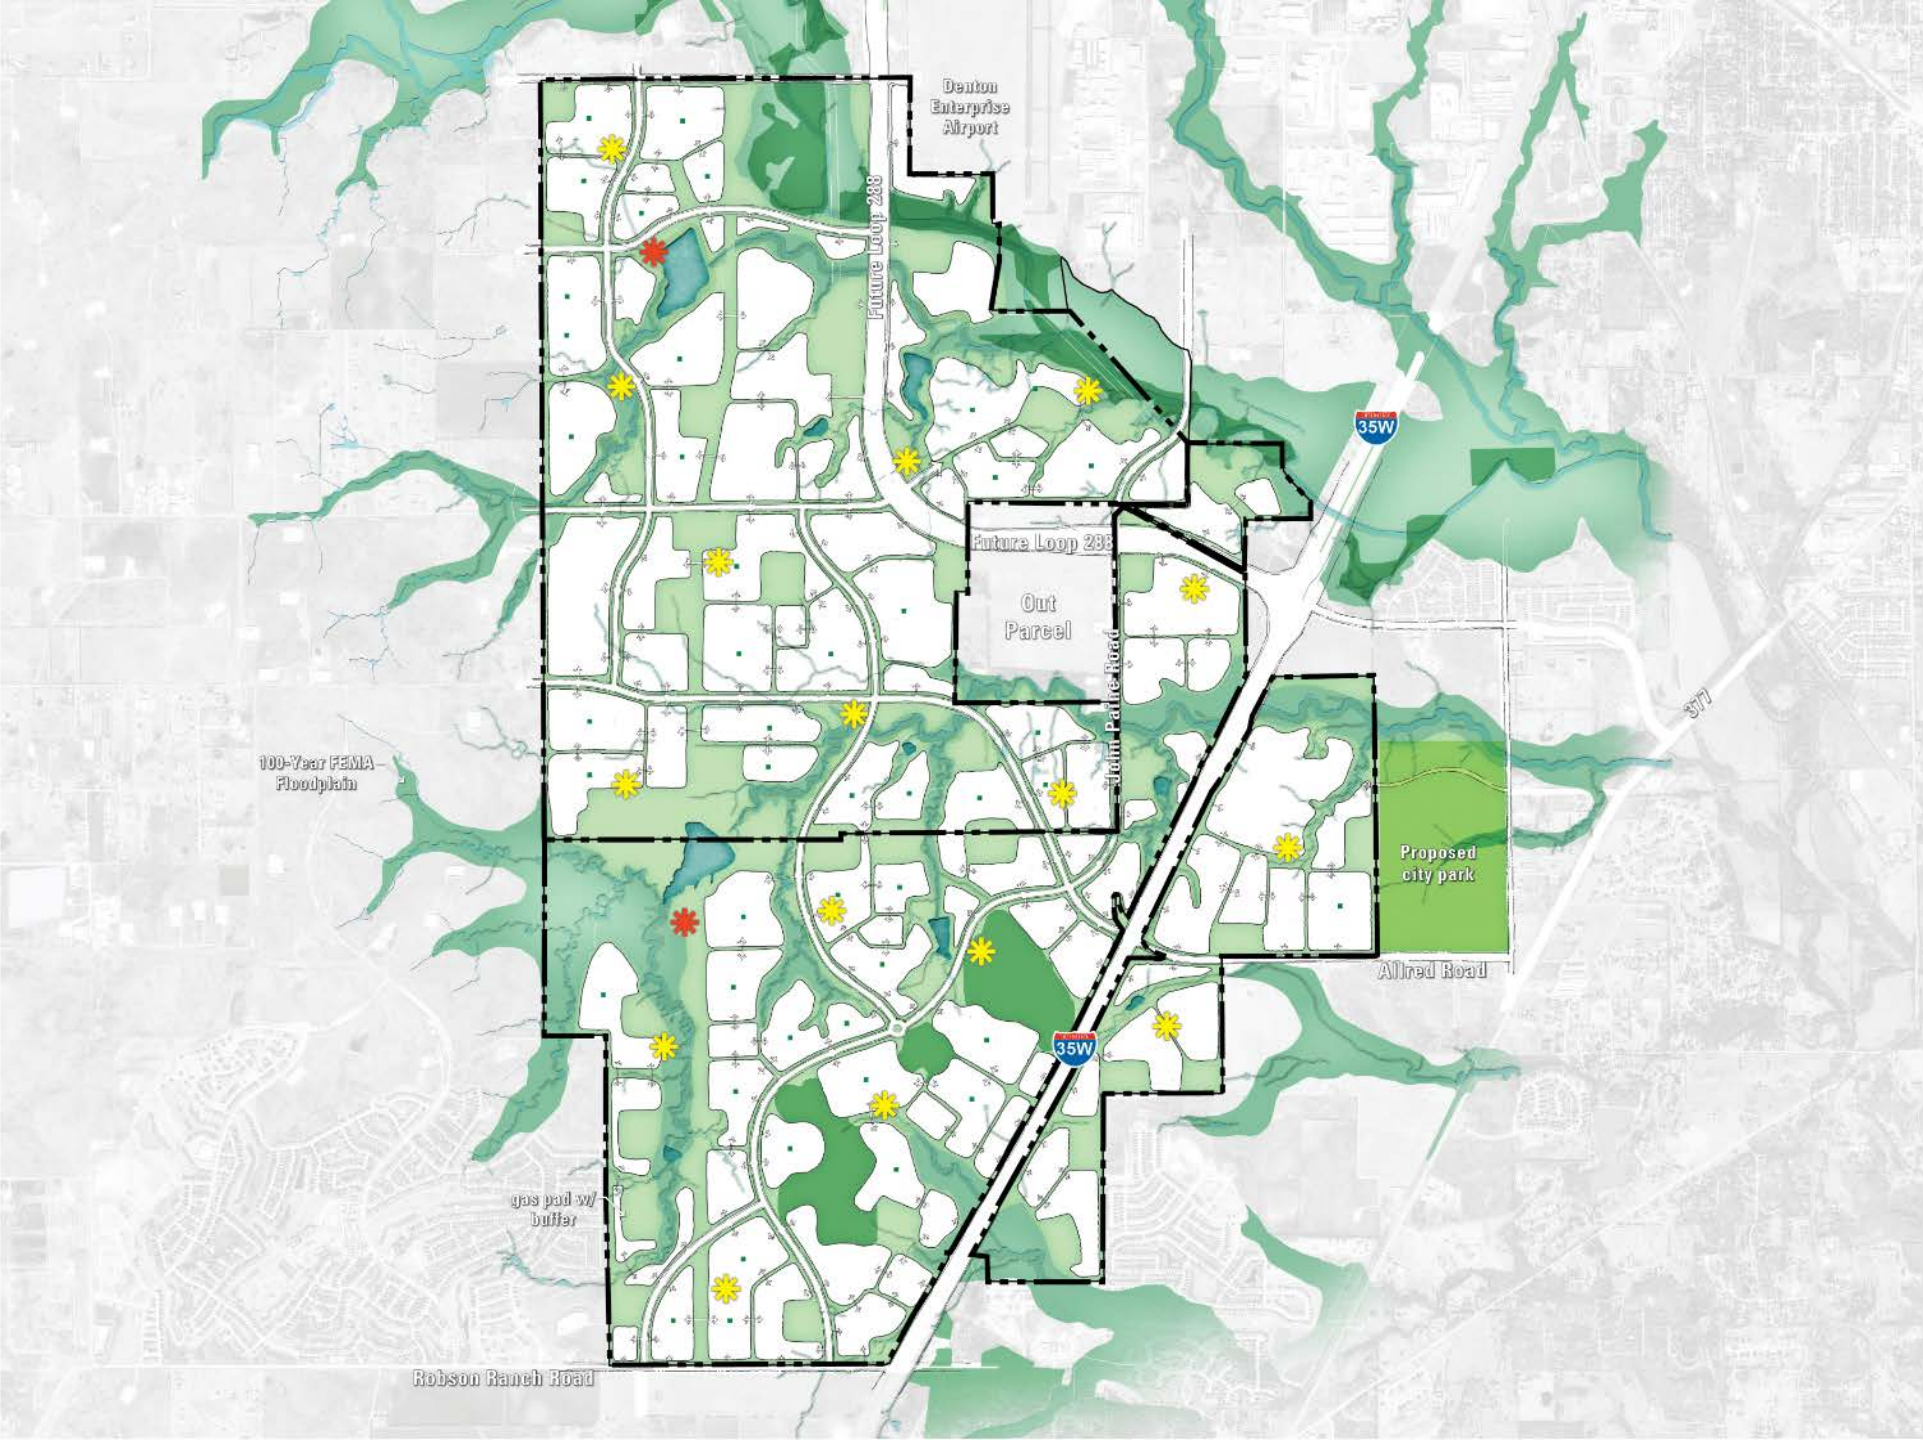 Denton
Enterprise
Airport
Future Loop 288
35W
Future Loop 288
Out
Parcel
John Paine Road
377
100-Year FEMA
Floodplain
Proposed
city park
Allred Road
35W
gas pad w/
buffer
Robson Ranch Road